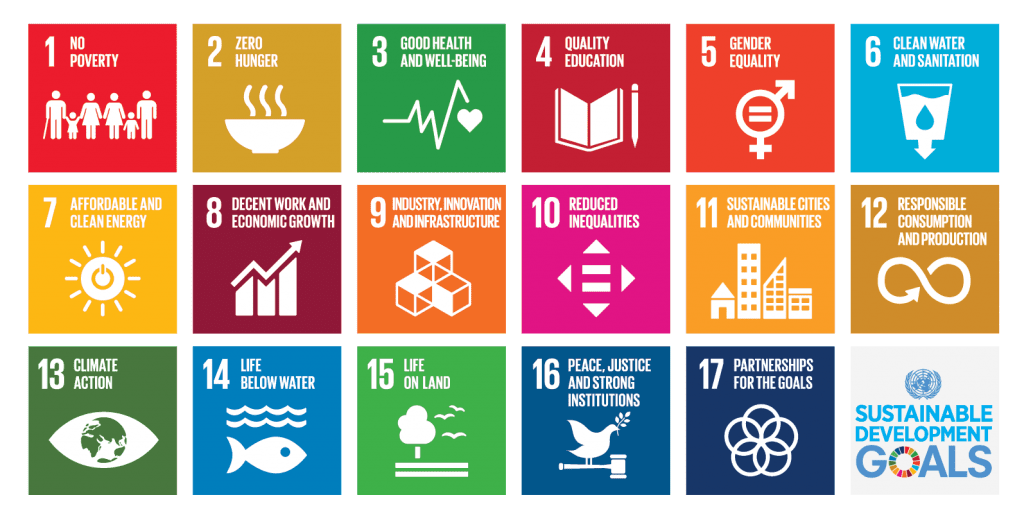 1 NO
POVERTY
2 ZERO
HUNGER
3 GOOD HEALTH
AND WELL-BEING
4 QUALITY
EDUCATION
5 GENDER
EQUALITY
6 CLEAN WATER
AND SANITATION
7 AFFORDABLE AND
CLEAN ENERGY
8 DECENT WORK AND
ECONOMIC GROWTH
9 INDUSTRY, INNOVATION
AND INFRASTRUCTURE
10 REDUCED
INEQUALITIES
11 SUSTAINABLE CITIES
AND COMMUNITIES
12 RESPONSIBLE
CONSUMPTION
AND PRODUCTION
13 CLIMATE
ACTION
14 LIFE
BELOW WATER
15 LIFE
ON LAND
16 PEACE, JUSTICE
AND STRONG
INSTITUTIONS
17 PARTNERSHIPS
FOR THE GOALS
SUSTAINABLE
DEVELOPMENT
GOALS